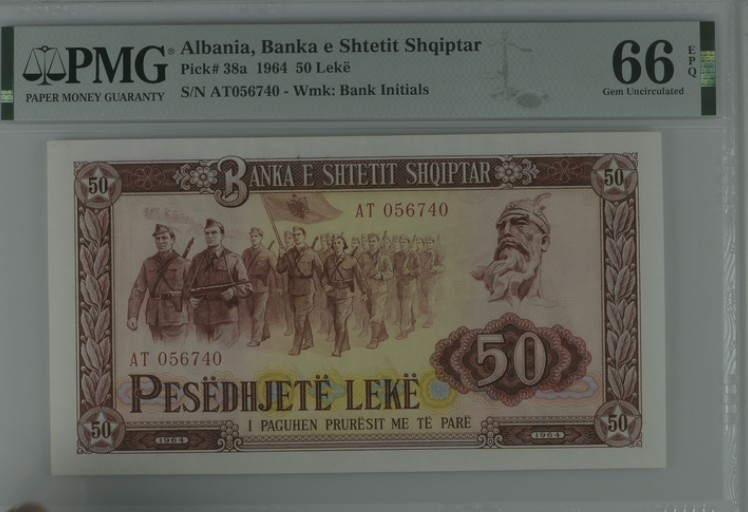 PMG
PAPER MONEY GUARANTY
Albania, Banka e Shtetit Shqiptar
Pick# 38a 1964 50 Lekë
S/N AT056740 - Wmk: Bank Initials
66 EPQ
Gem Uncirculated
50 BANKA E SHTETIT SHQIPTAR 50
AT 056740
AT 056740
50
PESËDHJETË LEKË
I PAGUHEN PRURËSIT ME TË PARË
50 1964 1964 50